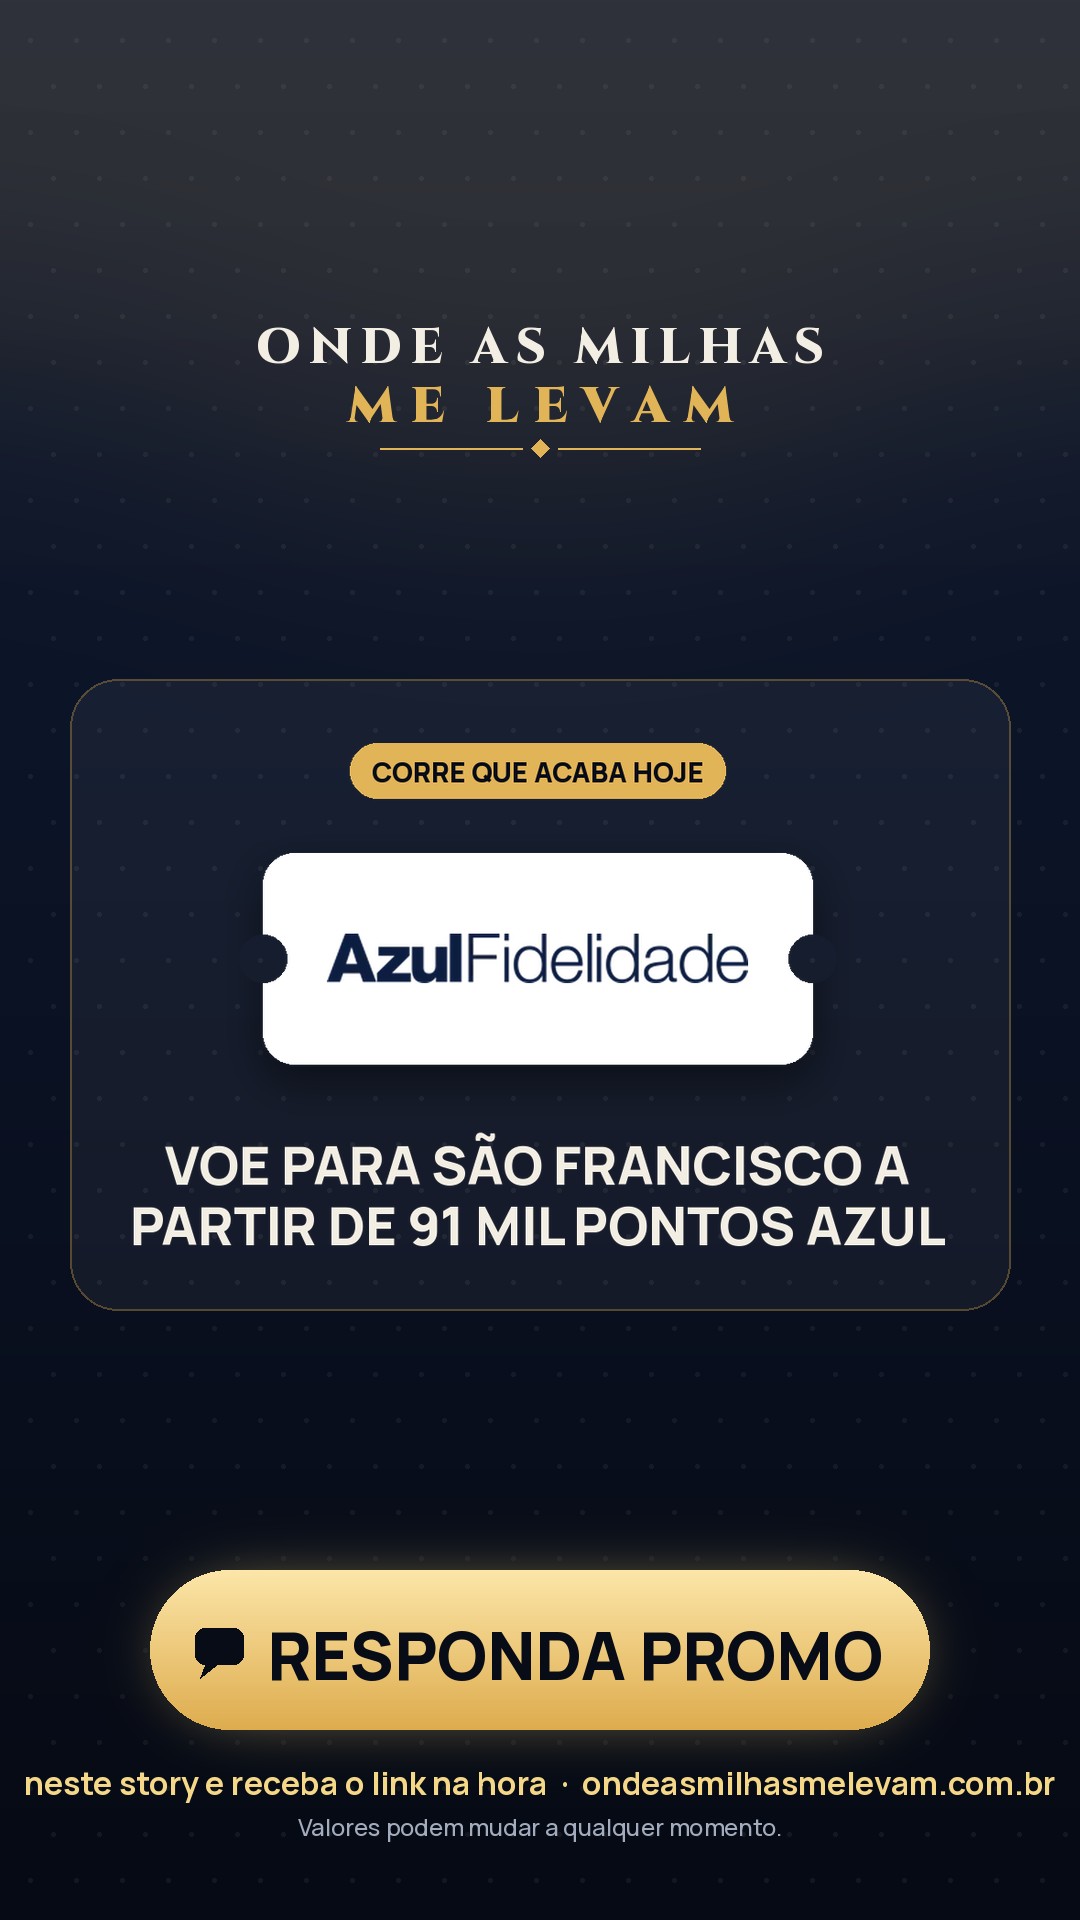 ONDE AS MILHAS
ME LEVAM
CORRE QUE ACABA HOJE
AzulFidelidade
VOE PARA SÃO FRANCISCO A
PARTIR DE 91 MIL PONTOS AZUL
RESPONDA PROMO
neste story e receba o link na hora · ondeasmilhasmelevam.com.br
Valores podem mudar a qualquer momento.